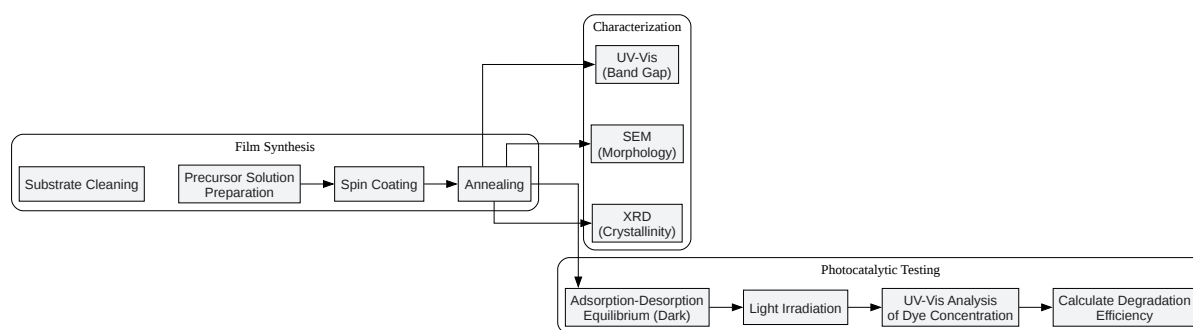 Film Synthesis
Substrate Cleaning
Precursor Solution
Preparation
Spin Coating
Annealing
Characterization
UV-Vis
(Band Gap)
SEM
(Morphology)
XRD
(Crystallinity)
Photocatalytic Testing
Adsorption-Desorption
Equilibrium (Dark)
Light Irradiation
UV-Vis Analysis
of Dye Concentration
Calculate Degradation
Efficiency